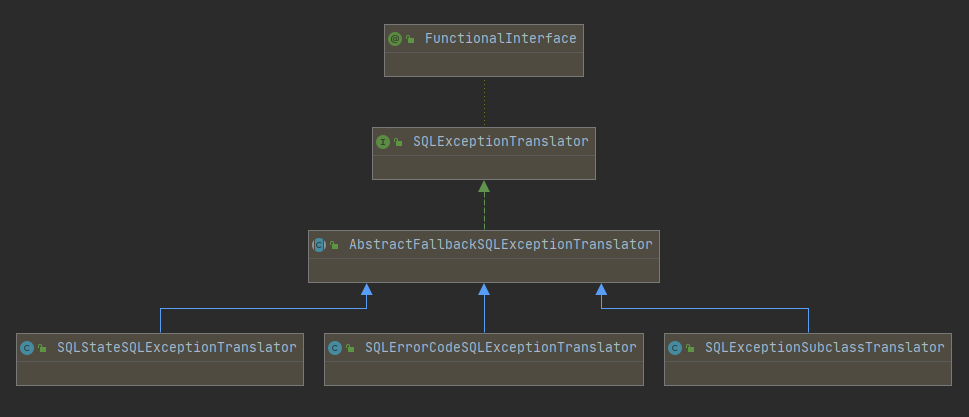 FunctionalInterface
SQLExceptionTranslator
AbstractFallbackSQLExceptionTranslator
SQLStateSQLExceptionTranslator
SQLErrorCodeSQLExceptionTranslator
SQLExceptionSubclassTranslator